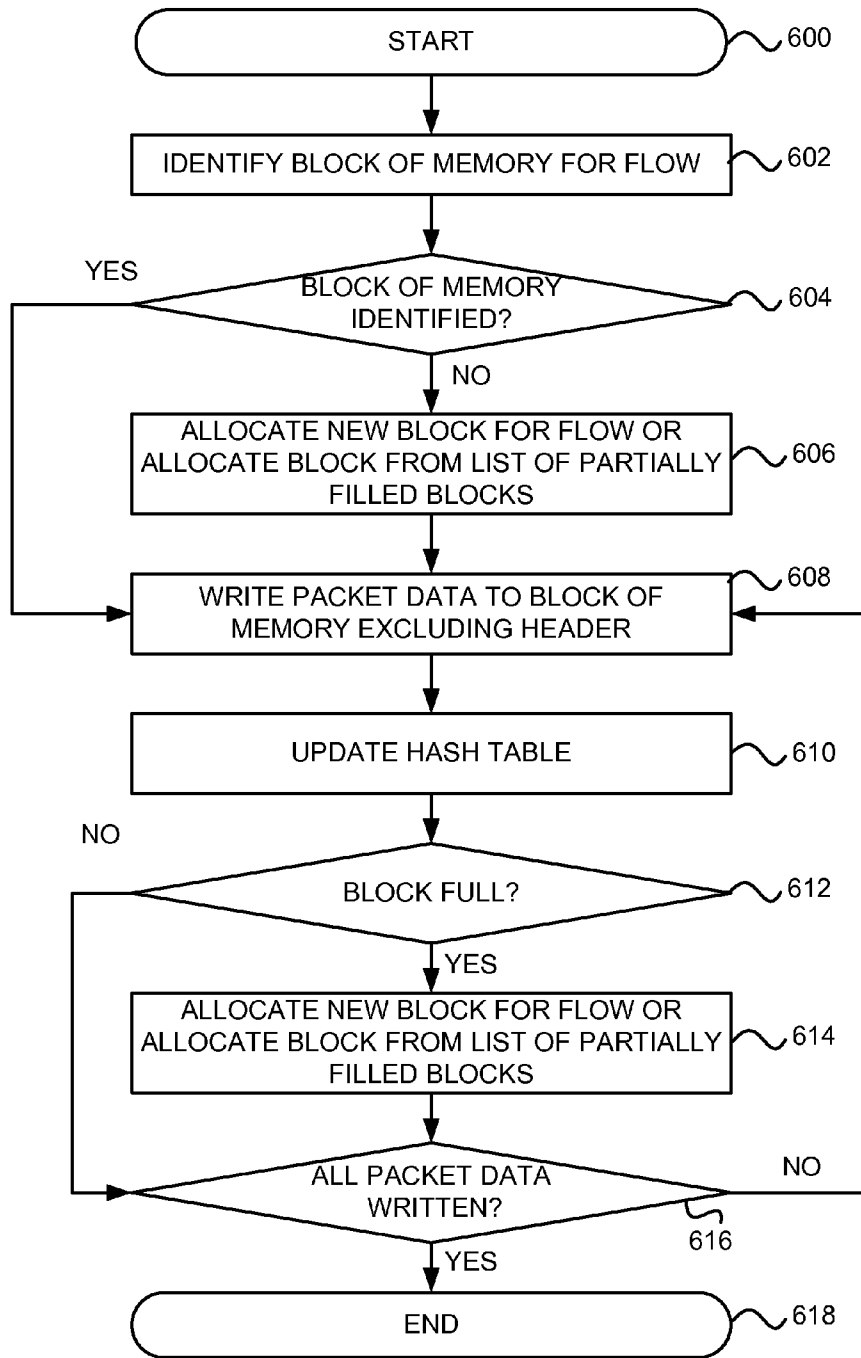 START
600
IDENTIFY BLOCK OF MEMORY FOR FLOW
602
YES
BLOCK OF MEMORY
IDENTIFIED?
604
NO
ALLOCATE NEW BLOCK FOR FLOW OR
ALLOCATE BLOCK FROM LIST OF PARTIALLY
FILLED BLOCKS
606
WRITE PACKET DATA TO BLOCK OF
MEMORY EXCLUDING HEADER
608
UPDATE HASH TABLE
610
NO
BLOCK FULL?
612
YES
ALLOCATE NEW BLOCK FOR FLOW OR
ALLOCATE BLOCK FROM LIST OF PARTIALLY
FILLED BLOCKS
614
ALL PACKET DATA
WRITTEN?
NO
616
YES
END
618